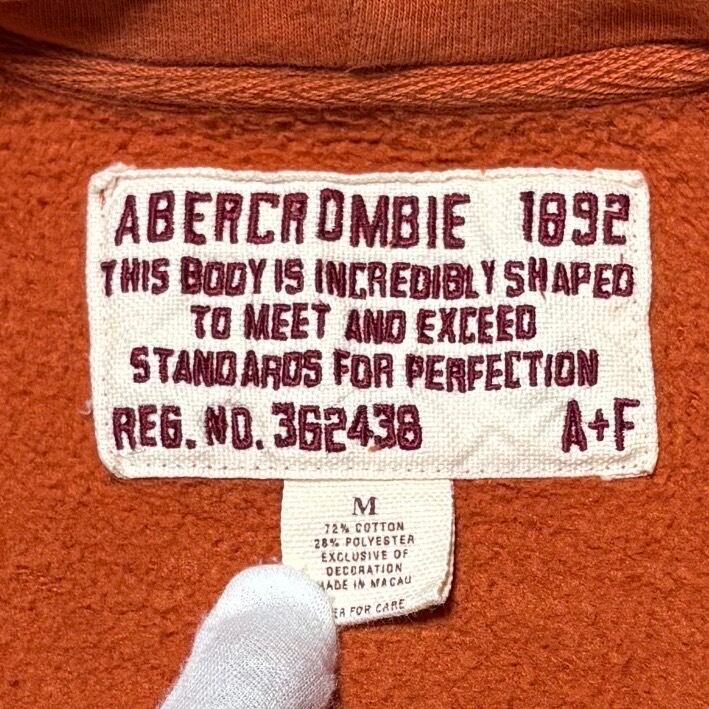 ABERCROMBIE 1892
THIS BODY IS INCREDIBLY SHAPED
TO MEET AND EXCEED
STANDARDS FOR PERFECTION
REG. NO. 362438 A+F
M
72% COTTON
28% POLYESTER
EXCLUSIVE OF
DECORATION
MADE IN MACAU
FOR CARE